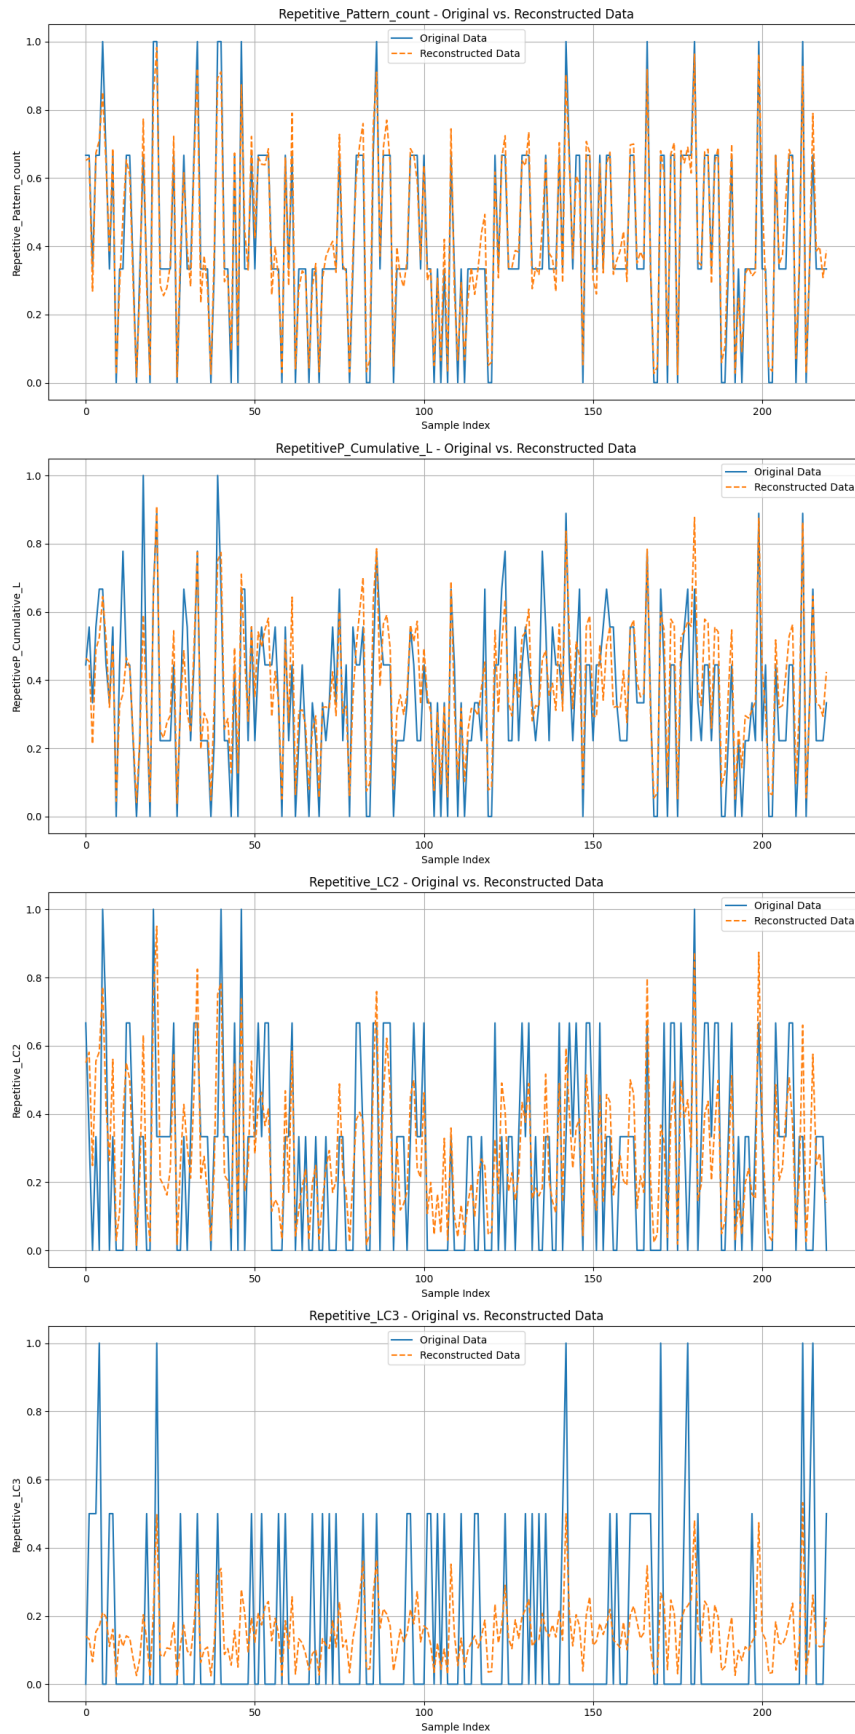 Repetitive_Pattern_count - Original vs. Reconstructed Data
Original Data
Reconstructed Data
Repetitive_Pattern_count
1.0
0.8
0.6
0.4
0.2
0.0
0
50
100
150
200
Sample Index
RepetitiveP_Cumulative_L - Original vs. Reconstructed Data
Original Data
Reconstructed Data
RepetitiveP_Cumulative_L
1.0
0.8
0.6
0.4
0.2
0.0
0
50
100
150
200
Sample Index
Repetitive_LC2 - Original vs. Reconstructed Data
Original Data
Reconstructed Data
Repetitive_LC2
1.0
0.8
0.6
0.4
0.2
0.0
0
50
100
150
200
Sample Index
Repetitive_LC3 - Original vs. Reconstructed Data
Original Data
Reconstructed Data
Repetitive_LC3
1.0
0.8
0.6
0.4
0.2
0.0
0
50
100
150
200
Sample Index